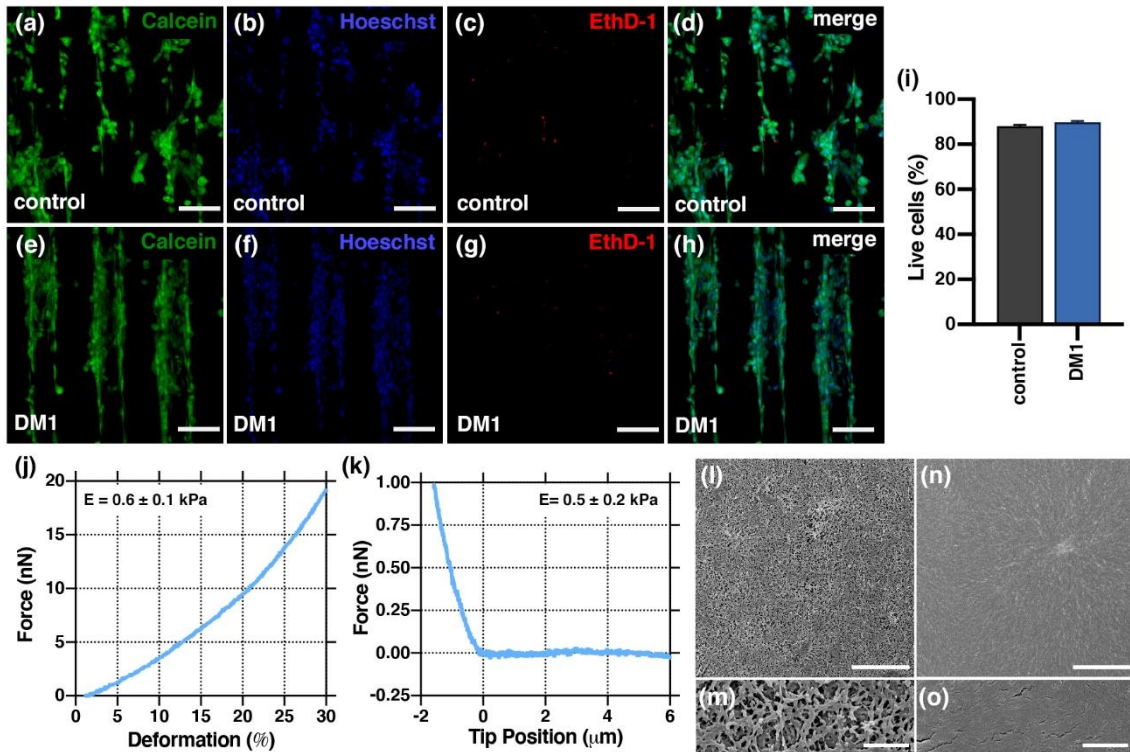 (a) Calcein
control
(b) Hoeschst
control
(c) EthD-1
control
(d) merge
control
(e) Calcein
DM1
(f) Hoeschst
DM1
(g) EthD-1
DM1
(h) merge
DM1
(i)
100
80
60
40
20
0
Live cells (%)
control
DM1
(j)
20
15
10
5
0
Force (nN)
E = 0.6 ± 0.1 kPa
0 5 10 15 20 25 30
Deformation (%)
(k)
1.00
0.75
0.50
0.25
0.00
-0.25
Force (nN)
E= 0.5 ± 0.2 kPa
-2 0 2 4 6
Tip Position (μm)
(l)
(n)
(m)
(o)